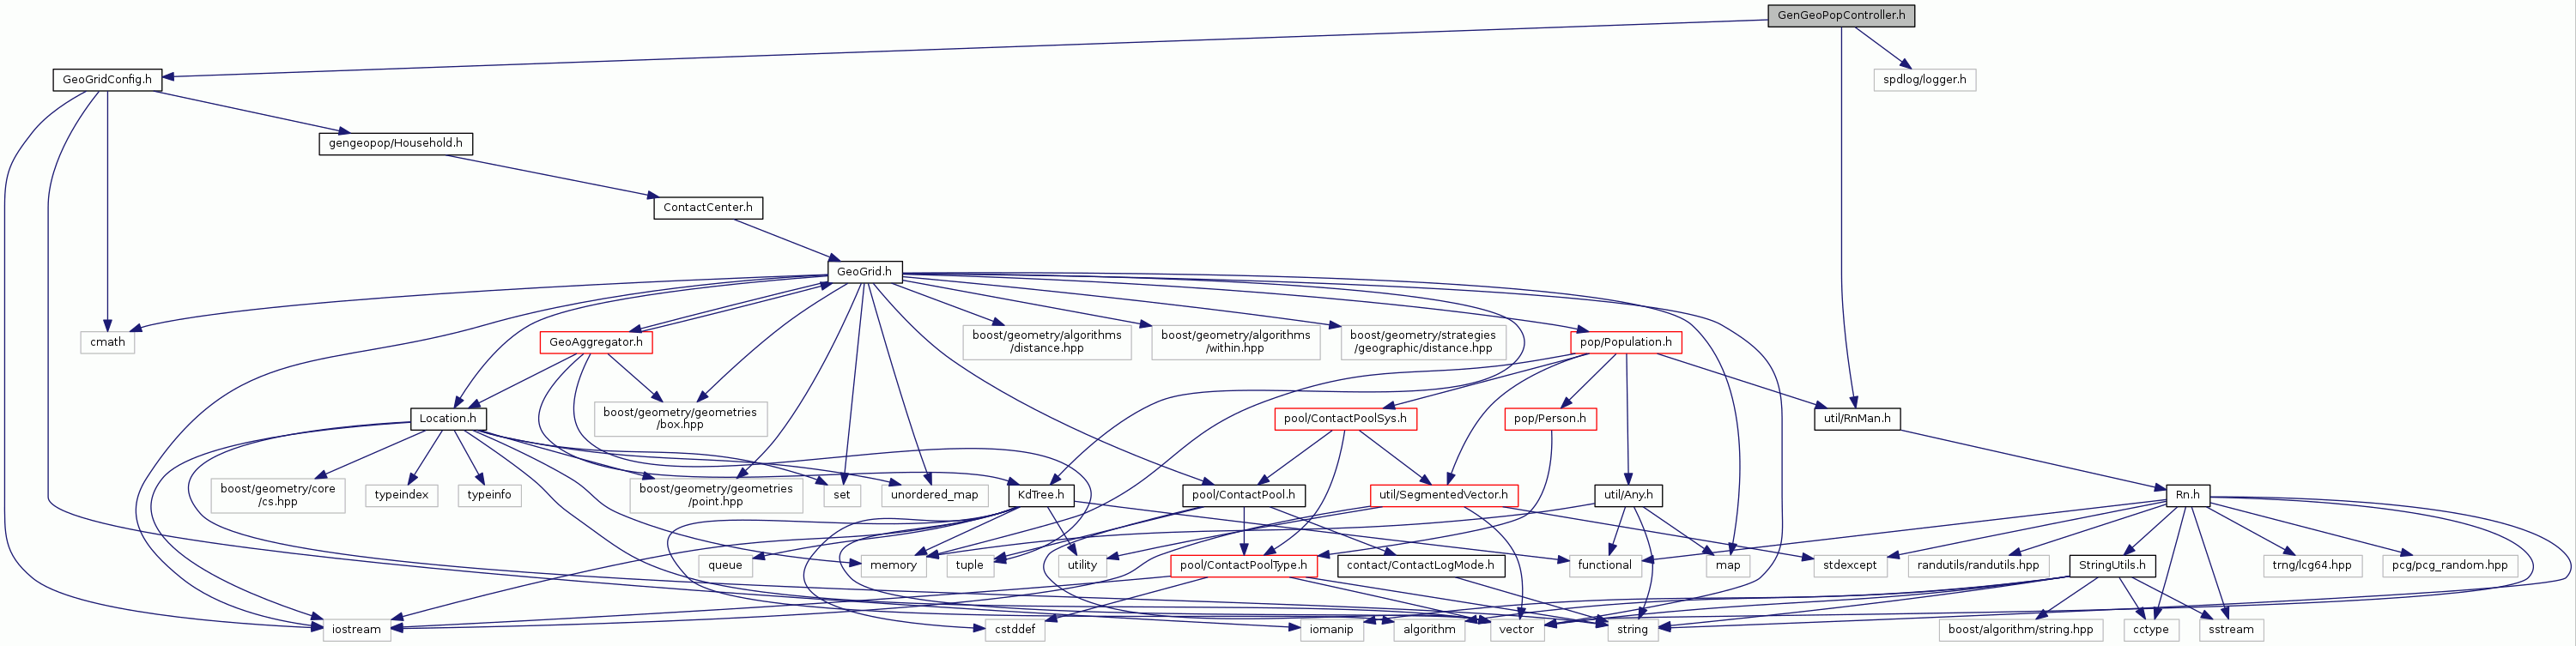 GenGeoPopController.h
GeoGridConfig.h
spdlog/logger.h
gengeopop/Household.h
ContactCenter.h
GeoGrid.h
cmath
GeoAggregator.h
boost/geometry/algorithms
/distance.hpp
boost/geometry/algorithms
/within.hpp
boost/geometry/strategies
/geographic/distance.hpp
pop/Population.h
Location.h
boost/geometry/geometries
/box.hpp
pool/ContactPoolSys.h
pop/Person.h
util/RnMan.h
boost/geometry/core
/cs.hpp
typeindex
typeinfo
boost/geometry/geometries
/point.hpp
set
unordered_map
KdTree.h
pool/ContactPool.h
util/SegmentedVector.h
util/Any.h
Rn.h
queue
memory
tuple
utility
pool/ContactPoolType.h
contact/ContactLogMode.h
functional
map
stdexcept
randutils/randutils.hpp
StringUtils.h
trng/lcg64.hpp
pcg/pcg_random.hpp
iostream
cstddef
iomanip
algorithm
vector
string
boost/algorithm/string.hpp
cctype
sstream